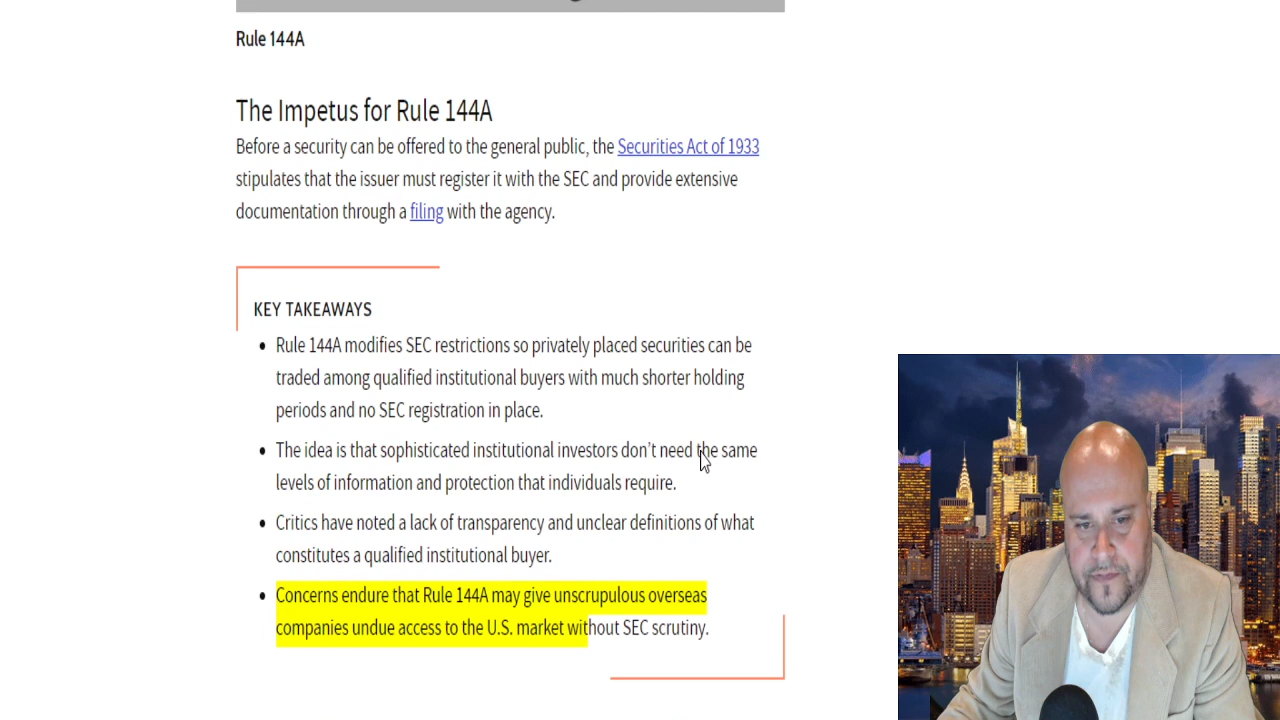 Rule 144A
The Impetus for Rule 144A
Before a security can be offered to the general public, the Securities Act of 1933
stipulates that the issuer must register it with the SEC and provide extensive
documentation through a filing with the agency.
KEY TAKEAWAYS
Rule 144A modifies SEC restrictions so privately placed securities can be
traded among qualified institutional buyers with much shorter holding
periods and no SEC registration in place.
The idea is that sophisticated institutional investors don’t need the same
levels of information and protection that individuals require.
Critics have noted a lack of transparency and unclear definitions of what
constitutes a qualified institutional buyer.
Concerns endure that Rule 144A may give unscrupulous overseas
companies undue access to the U.S. market without SEC scrutiny.